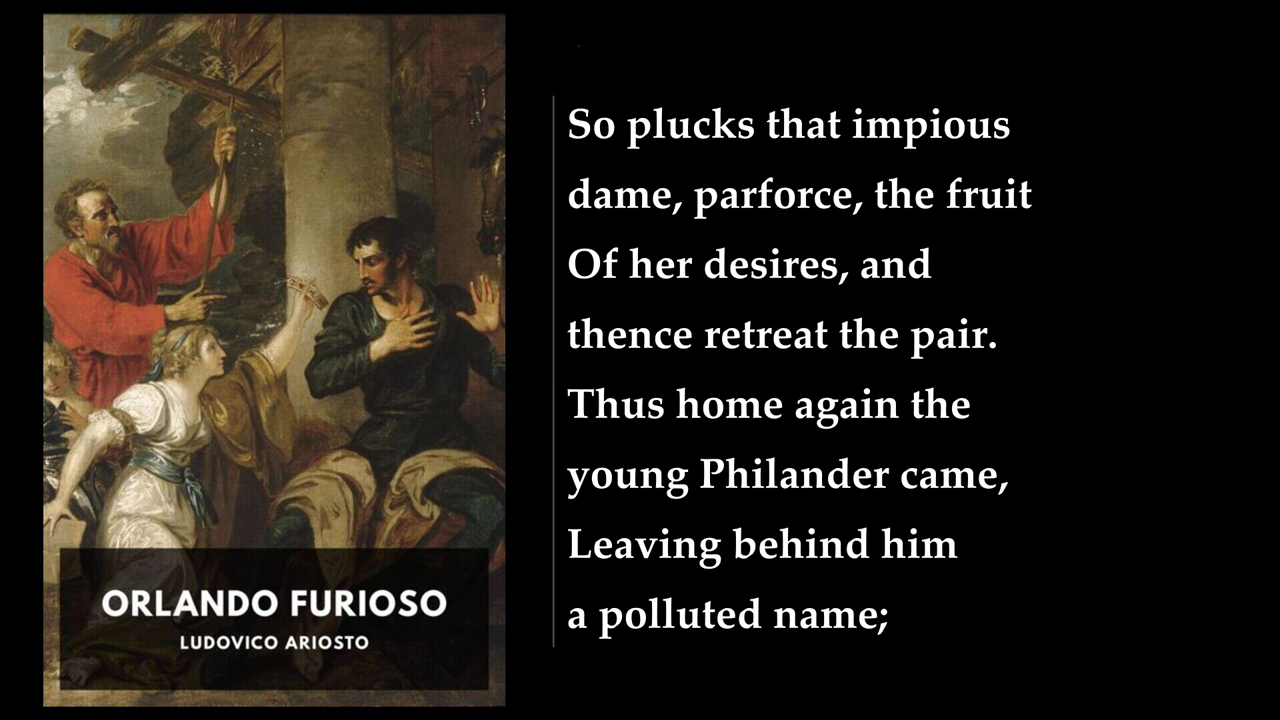 ORLANDO FURIOSO
LUDOVICO ARIOSTO
So plucks that impious
dame, parforce, the fruit
Of her desires, and
thence retreat the pair.
Thus home again the
young Philander came,
Leaving behind him
a polluted name;